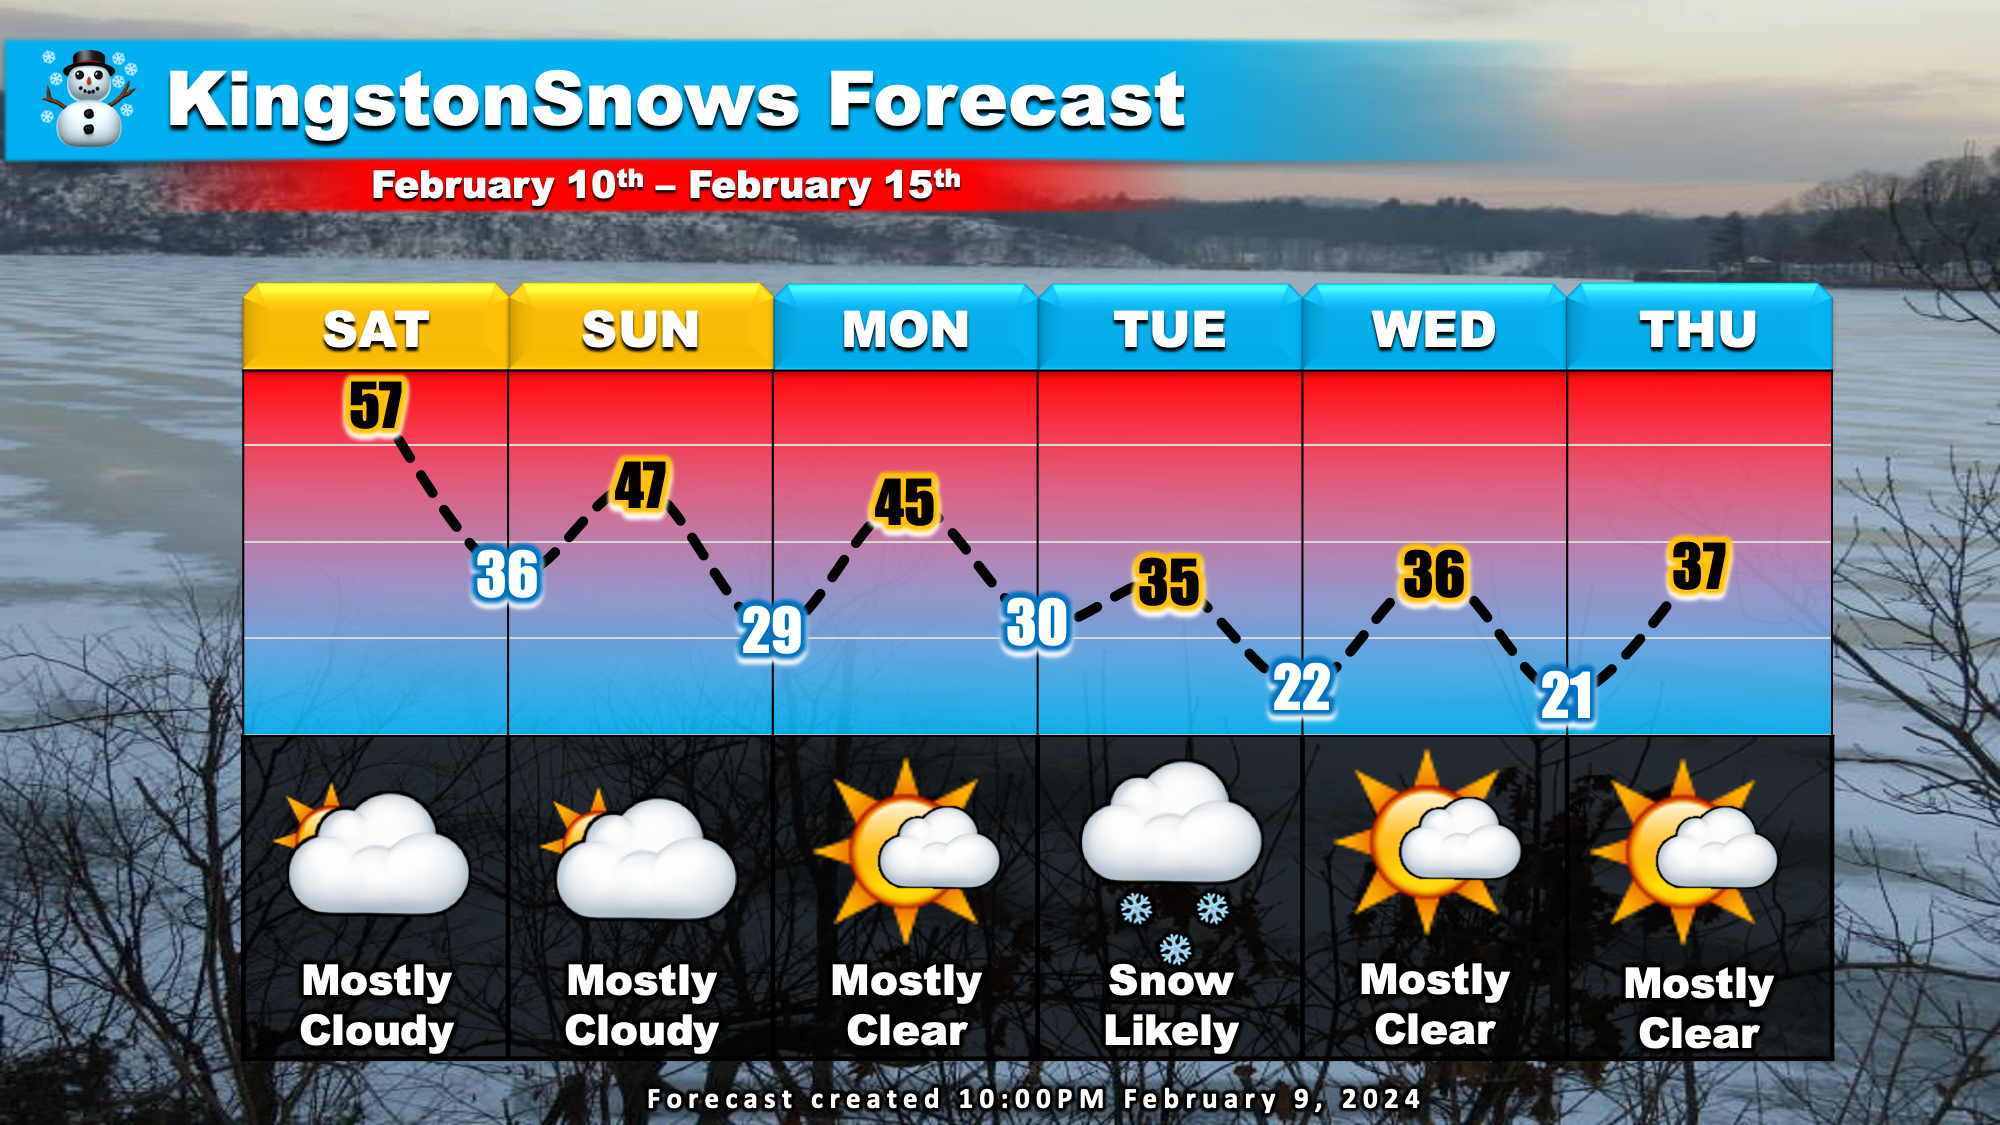 KingstonSnows Forecast
February 10th – February 15th
SAT SUN MON TUE WED THU
57
47
45
36
35
36
37
29
30
22
21
Mostly Cloudy
Mostly Cloudy
Mostly Clear
Snow Likely
Mostly Clear
Mostly Clear
Forecast created 10:00PM February 9, 2024